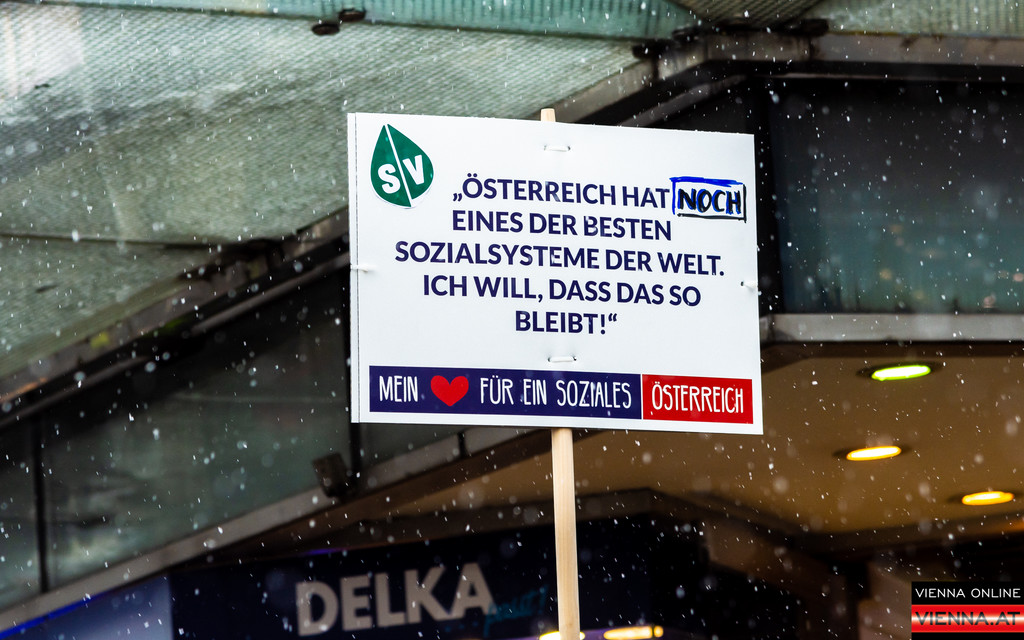 SV
„ÖSTERREICH HAT NOCH
EINES DER BESTEN
SOZIALSYSTEME DER WELT.
ICH WILL, DASS DAS SO
BLEIBT!“
MEIN ❤ FÜR EIN SOZIALES ÖSTERREICH
DELKA
VIENNA ONLINE
VIENNA.AT